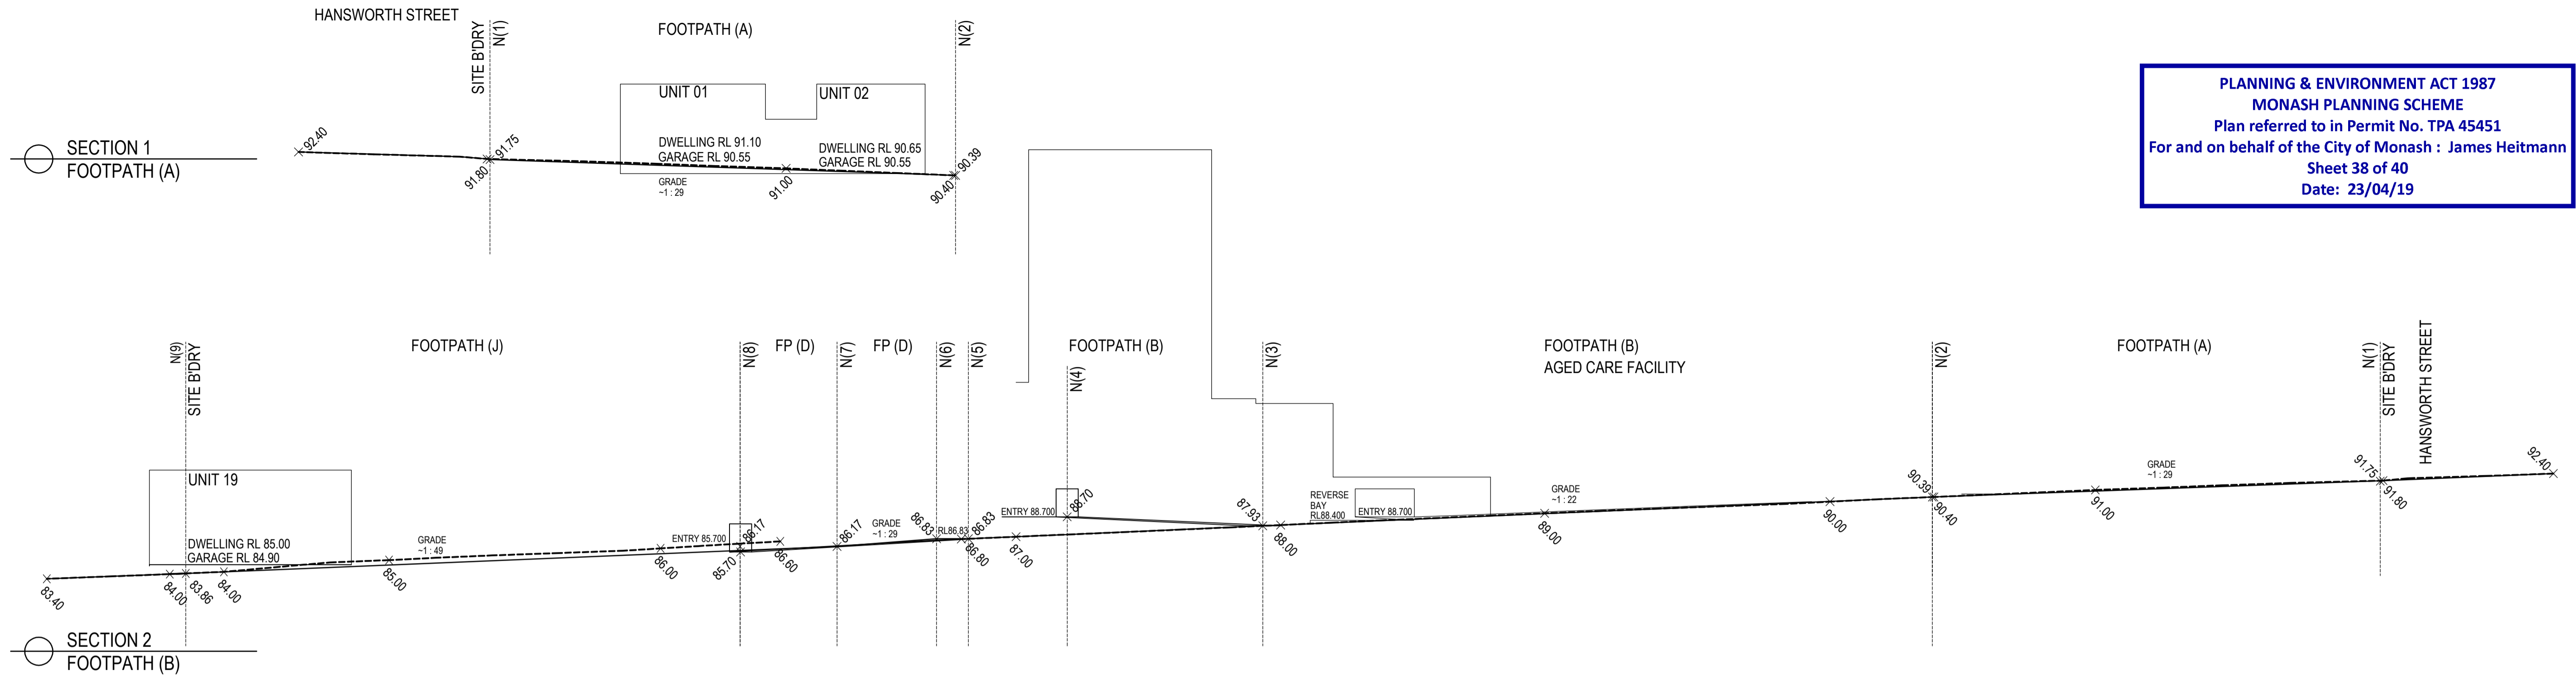 HANSWORTH STREET
SITE B'DRY
N(1)
FOOTPATH (A)
N(2)
UNIT 01
UNIT 02
DWELLING RL 91.10
GARAGE RL 90.55
DWELLING RL 90.65
GARAGE RL 90.55
SECTION 1
FOOTPATH (A)
92.40
91.75
91.80
GRADE
~1 : 29
91.00
90.39
90.40
PLANNING & ENVIRONMENT ACT 1987
MONASH PLANNING SCHEME
Plan referred to in Permit No. TPA 45451
For and on behalf of the City of Monash : James Heitmann
Sheet 38 of 40
Date: 23/04/19
N(9)
SITE B'DRY
FOOTPATH (J)
N(8)
FP (D)
N(7)
FP (D)
N(6)
N(5)
FOOTPATH (B)
N(4)
N(3)
FOOTPATH (B)
AGED CARE FACILITY
N(2)
FOOTPATH (A)
N(1)
SITE B'DRY
HANSWORTH STREET
UNIT 19
DWELLING RL 85.00
GARAGE RL 84.90
83.40
84.00
83.86
84.00
GRADE
~1 : 49
85.00
86.00
ENTRY 85.700
85.70
86.17
86.60
86.17
GRADE
~1 : 29
86.83
RL86.83
86.83
86.80
87.00
ENTRY 88.700
88.70
87.93
88.00
REVERSE
BAY
RL88.400
ENTRY 88.700
GRADE
~1 : 22
89.00
90.00
90.39
90.40
91.00
GRADE
~1 : 29
91.75
91.80
92.40
SECTION 2
FOOTPATH (B)